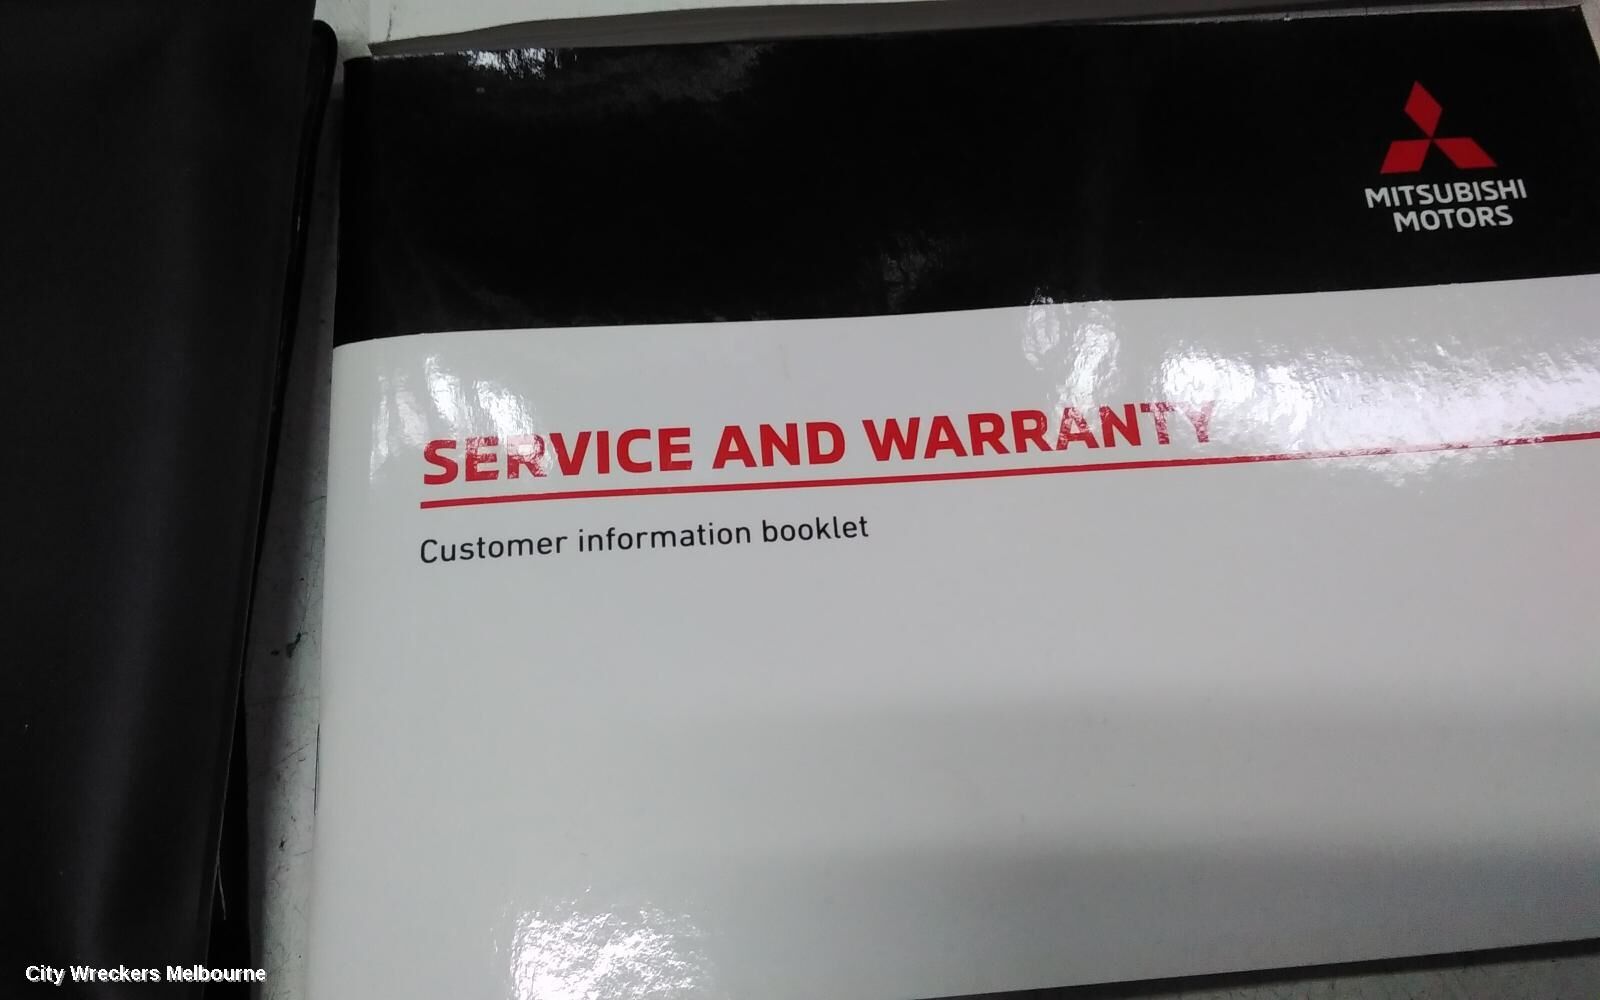 MITSUBISHI
MOTORS
SERVICE AND WARRANTY
Customer information booklet
City Wreckers Melbourne